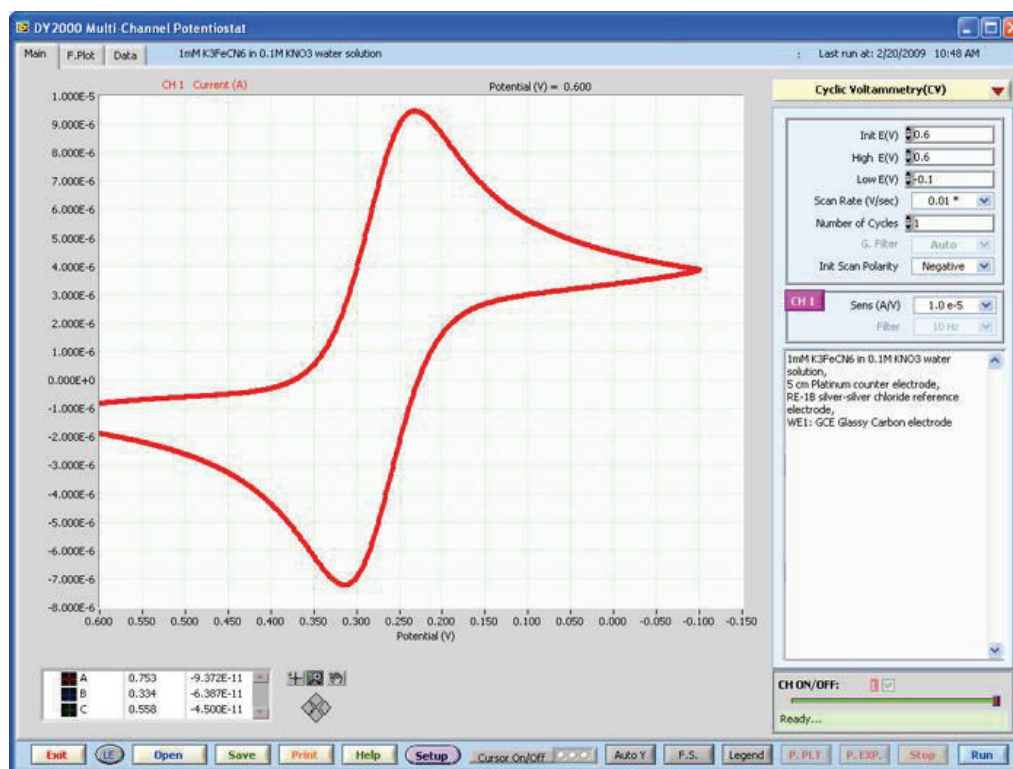 DY2000 Multi-Channel Potentiostat
Main F.Plot Data 1mM K3FeCN6 in 0.1M KNO3 water solution : Last run at: 2/20/2009 10:48 AM
CH 1 Current (A) Potential (V) = 0.600
1.000E-5
9.000E-6
8.000E-6
7.000E-6
6.000E-6
5.000E-6
4.000E-6
3.000E-6
2.000E-6
1.000E-6
0.000E+0
-1.000E-6
-2.000E-6
-3.000E-6
-4.000E-6
-5.000E-6
-6.000E-6
-7.000E-6
-8.000E-6
0.600 0.550 0.500 0.450 0.400 0.350 0.300 0.250 0.200 0.150 0.100 0.050 0.000 -0.050 -0.100 -0.150
Potential (V)
Cyclic Voltammetry(CV)
Init E(V) 0.6
High E(V) 0.6
Low E(V) -0.1
Scan Rate (V/sec) 0.01 *
Number of Cycles 1
G. Filter Auto
Init Scan Polarity Negative
CH 1 Sens (A/V) 1.0 e-5
Filter 10 Hz
1mM K3FeCN6 in 0.1M KNO3 water
solution,
5 cm Platinum counter electrode,
RE-1B silver-silver chloride reference
electrode,
WE1: GCE Glassy Carbon electrode
A 0.753 -9.372E-11
B 0.334 -6.387E-11
C 0.558 -4.500E-11
CH ON/OFF: 1
Ready...
Exit LE Open Save Print Help Setup Cursor On/Off Auto Y F.S. Legend P. PLT P. EXP. Stop Run